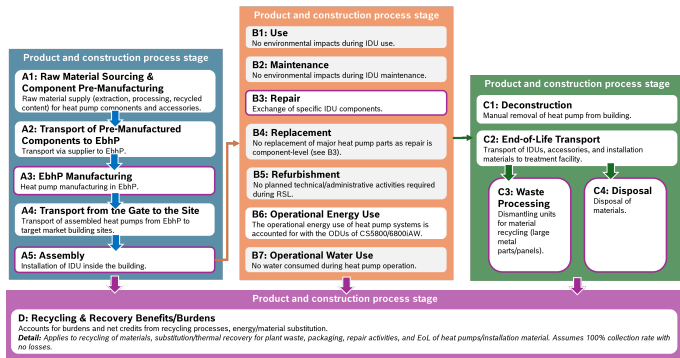 Product and construction process stage
A1: Raw Material Sourcing &
Component Pre-Manufacturing
Raw material supply (extraction, processing, recycled
content) for heat pump components and accessories.
A2: Transport of Pre-Manufactured
Components to EbhP
Transport via supplier to EbhP.
A3: EbhP Manufacturing
Heat pump manufacturing in EbhP.
A4: Transport from the Gate to the Site
Transport of assembled heat pumps from EbhP to
target market building sites.
A5: Assembly
Installation of IDU inside the building.
Product and construction process stage
B1: Use
No environmental impacts during IDU use.
B2: Maintenance
No environmental impacts during IDU maintenance.
B3: Repair
Exchange of specific IDU components.
B4: Replacement
No replacement of major heat pump parts as repair is
component-level (see B3).
B5: Refurbishment
No planned technical/administrative activities required
during RSL.
B6: Operational Energy Use
The operational energy use of heat pump systems is
accounted for with the ODUs of CS5800/6800iAW.
B7: Operational Water Use
No water consumed during heat pump operation.
Product and construction process stage
C1: Deconstruction
Manual removal of heat pump from building.
C2: End-of-Life Transport
Transport of IDUs, accessories, and installation
materials to treatment facility.
C3: Waste
Processing
Dismantling units
for material
recycling (large
metal
parts/panels).
C4: Disposal
Disposal of
materials.
Product and construction process stage
D: Recycling & Recovery Benefits/Burdens
Accounts for burdens and net credits from recycling processes, energy/material substitution.
Detail: Applies to recycling of materials, substitution/thermal recovery for plant waste, packaging, repair activities, and EoL of heat pumps/installation material. Assumes 100% collection rate with
no losses.